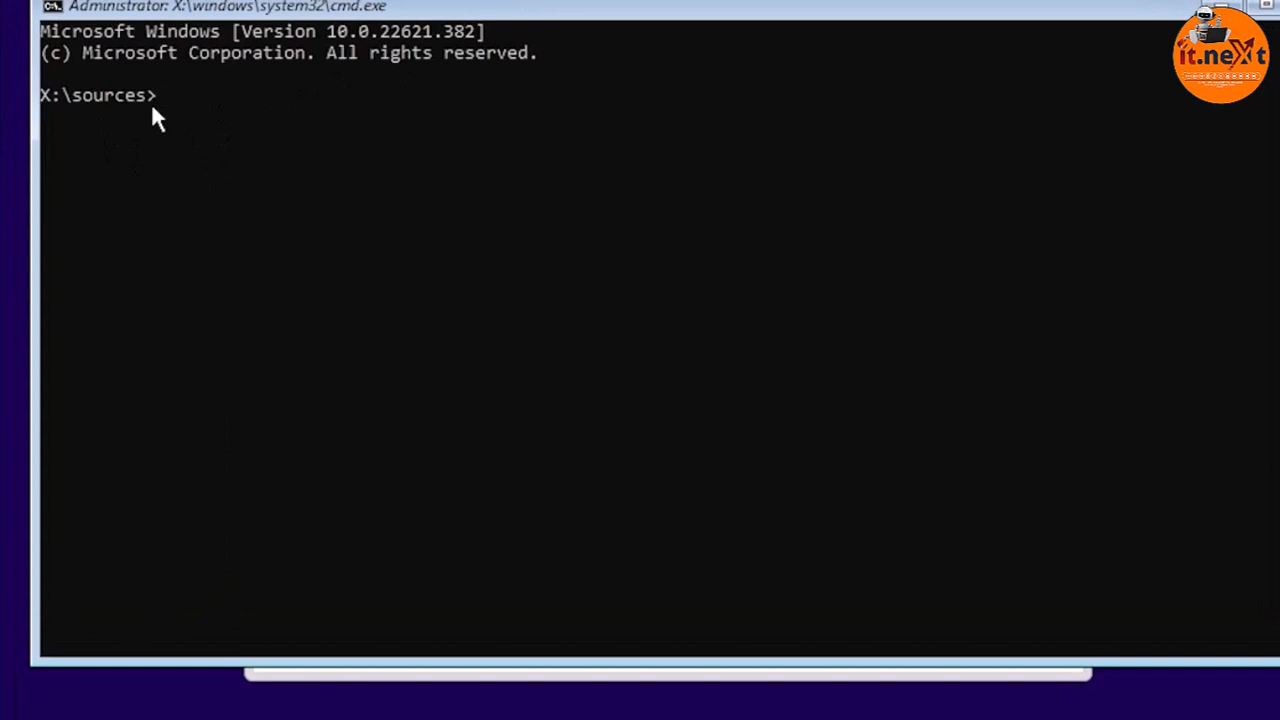 Administrator: X:\windows\system32\cmd.exe
Microsoft Windows [Version 10.0.22621.382]
(c) Microsoft Corporation. All rights reserved.
X:\sources>
it.neXt